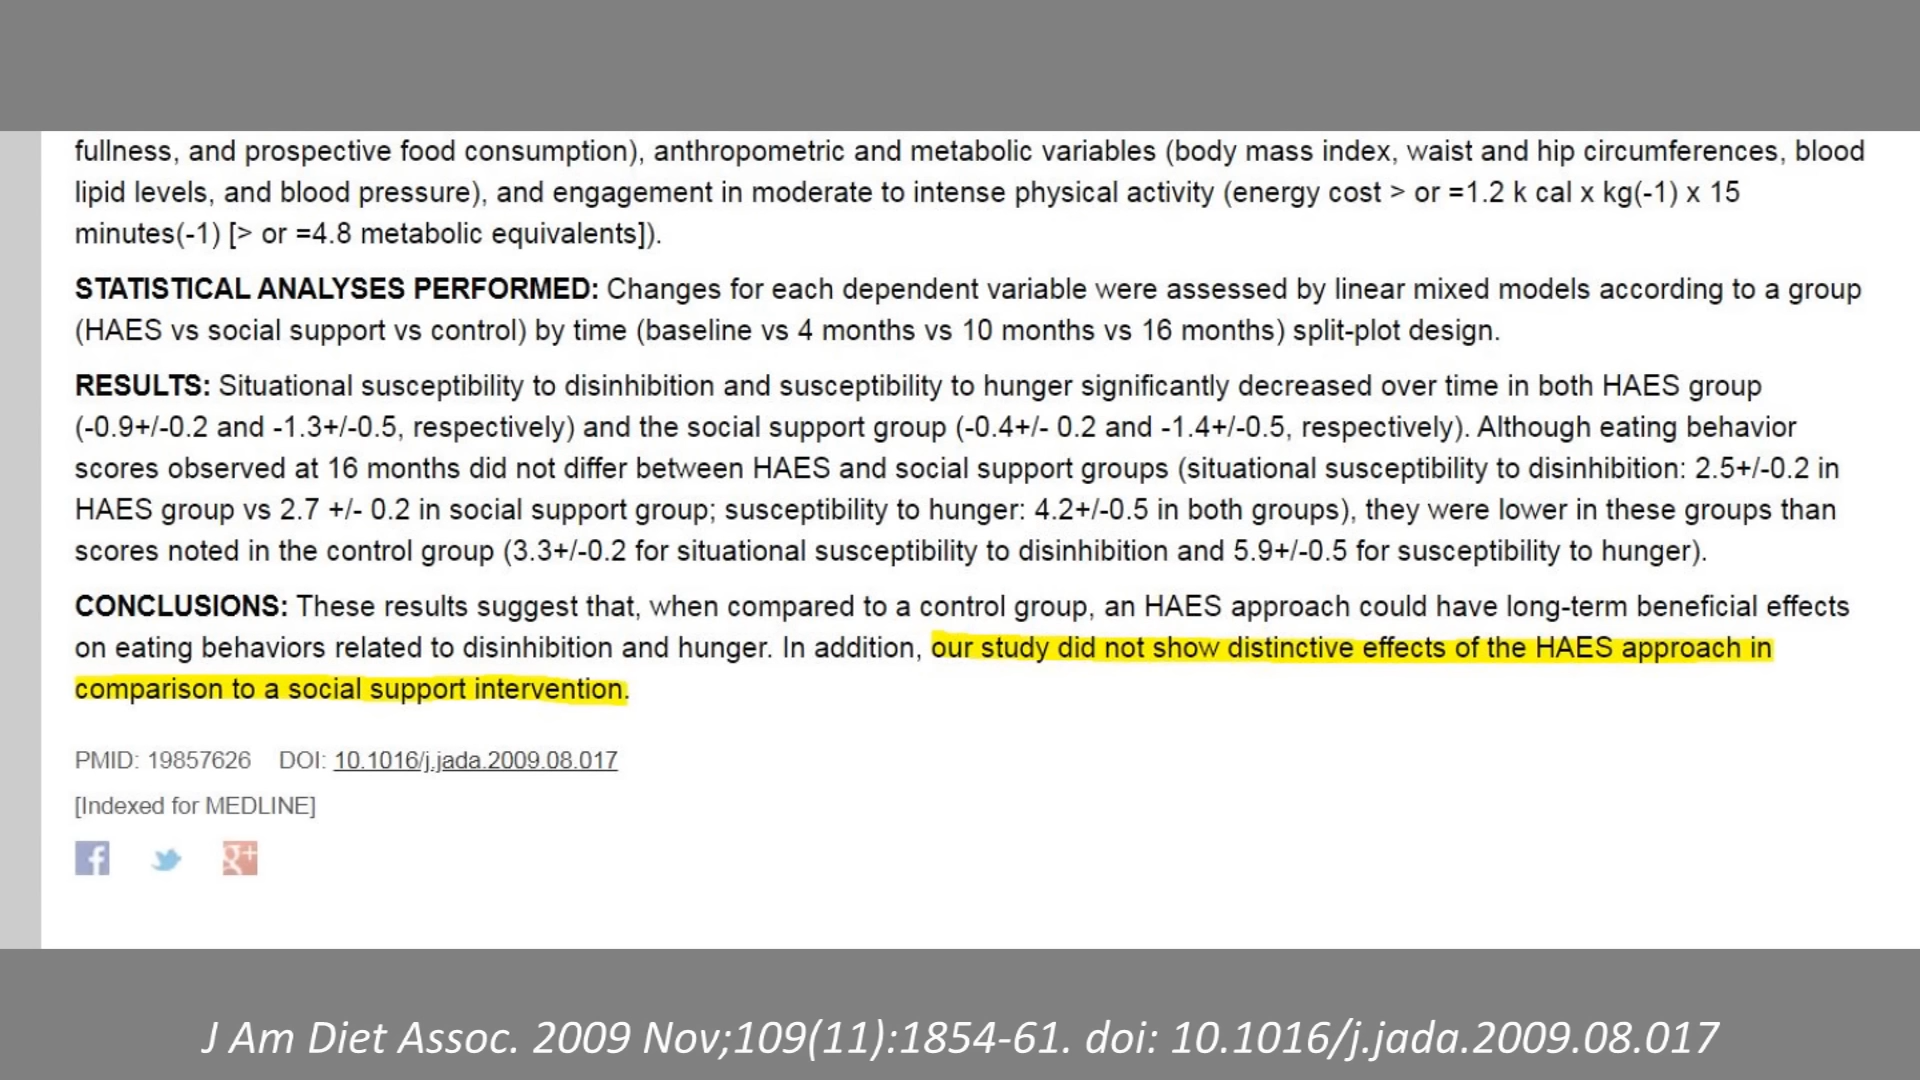 fullness, and prospective food consumption), anthropometric and metabolic variables (body mass index, waist and hip circumferences, blood
lipid levels, and blood pressure), and engagement in moderate to intense physical activity (energy cost > or =1.2 k cal x kg(-1) x 15
minutes(-1) [> or =4.8 metabolic equivalents]).
STATISTICAL ANALYSES PERFORMED: Changes for each dependent variable were assessed by linear mixed models according to a group
(HAES vs social support vs control) by time (baseline vs 4 months vs 10 months vs 16 months) split-plot design.
RESULTS: Situational susceptibility to disinhibition and susceptibility to hunger significantly decreased over time in both HAES group
(-0.9+/-0.2 and -1.3+/-0.5, respectively) and the social support group (-0.4+/- 0.2 and -1.4+/-0.5, respectively). Although eating behavior
scores observed at 16 months did not differ between HAES and social support groups (situational susceptibility to disinhibition: 2.5+/-0.2 in
HAES group vs 2.7 +/- 0.2 in social support group; susceptibility to hunger: 4.2+/-0.5 in both groups), they were lower in these groups than
scores noted in the control group (3.3+/-0.2 for situational susceptibility to disinhibition and 5.9+/-0.5 for susceptibility to hunger).
CONCLUSIONS: These results suggest that, when compared to a control group, an HAES approach could have long-term beneficial effects
on eating behaviors related to disinhibition and hunger. In addition, our study did not show distinctive effects of the HAES approach in
comparison to a social support intervention.
PMID: 19857626 DOI: 10.1016/j.jada.2009.08.017
[Indexed for MEDLINE]
f g+
J Am Diet Assoc. 2009 Nov;109(11):1854-61. doi: 10.1016/j.jada.2009.08.017